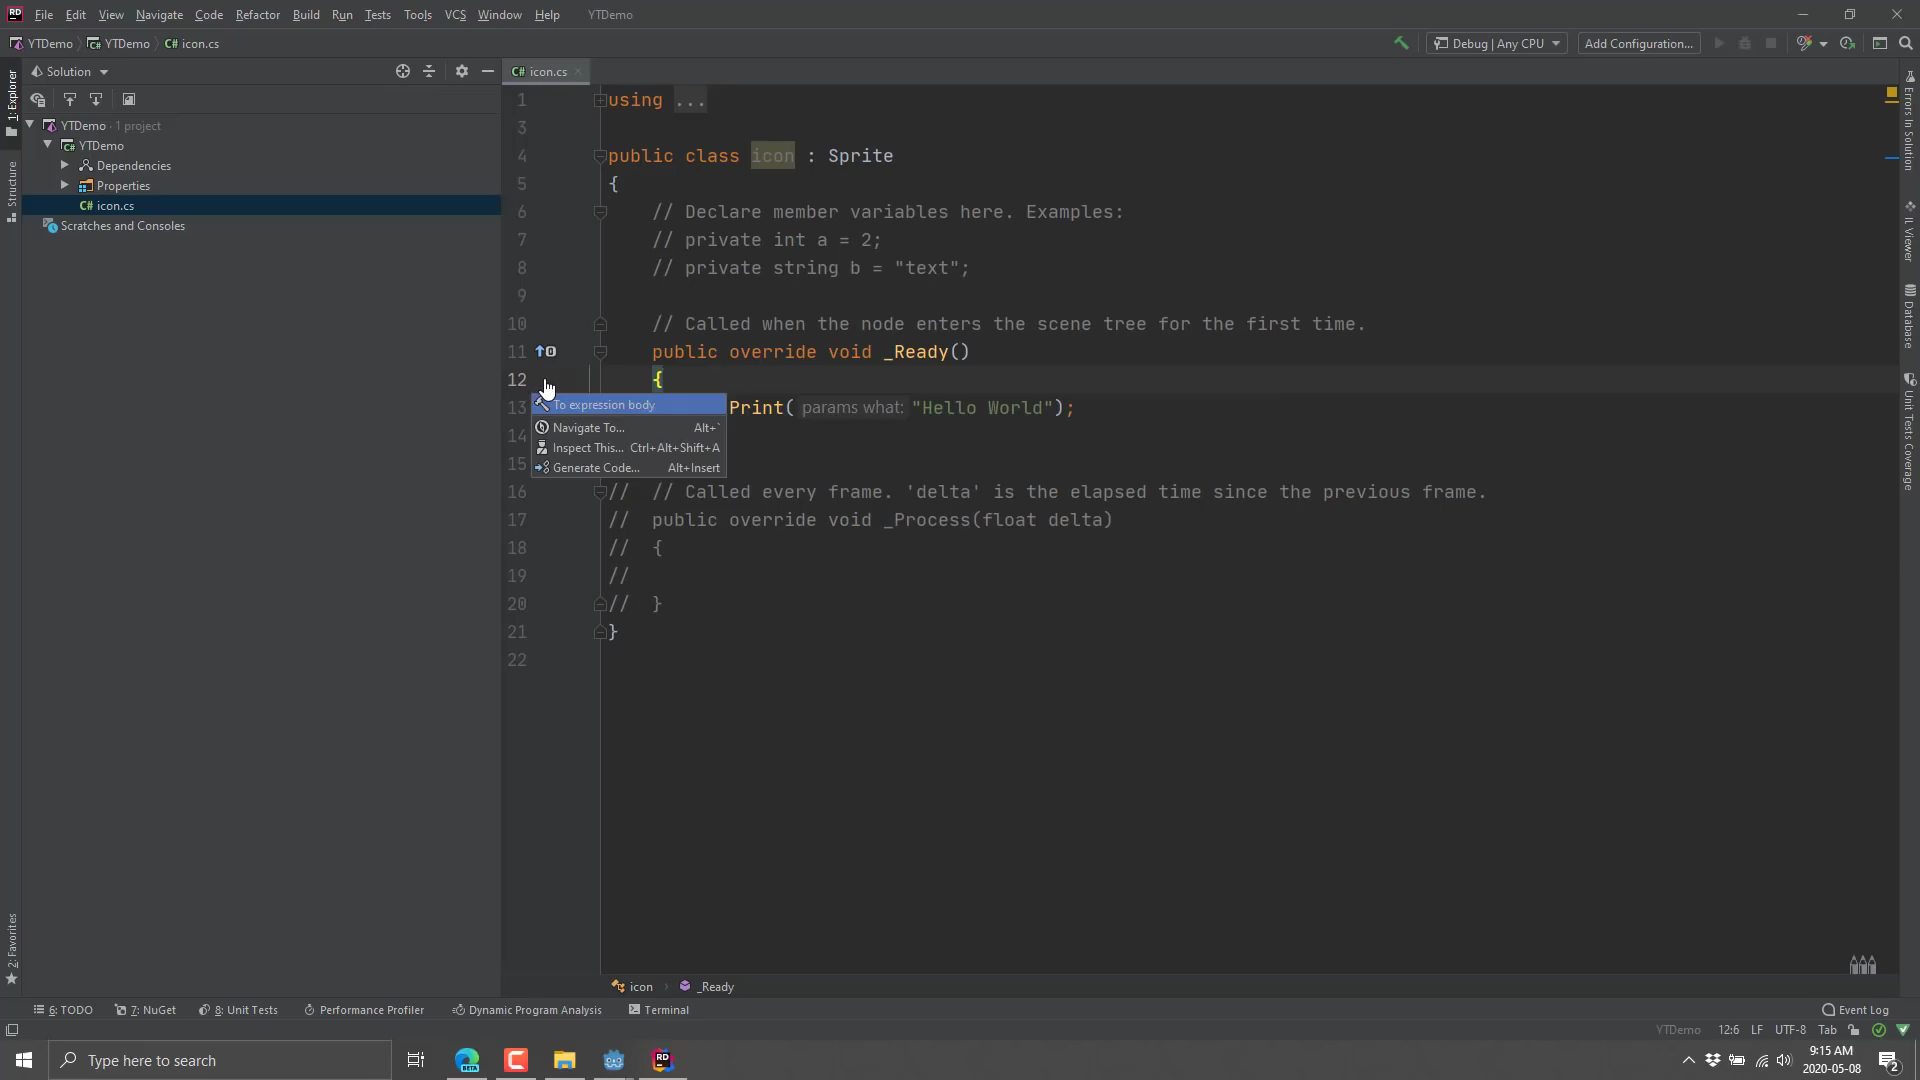 RD File Edit View Navigate Code Refactor Build Run Tests Tools VCS Window Help YTDemo
YTDemo YTDemo C# icon.cs Debug | Any CPU Add Configuration...
Solution
C# icon.cs
1: Explorer
Structure
2: Favorites
YTDemo · 1 project
C# YTDemo
Dependencies
Properties
C# icon.cs
Scratches and Consoles
1 using ...
3
4 public class icon : Sprite
5 {
6 // Declare member variables here. Examples:
7 // private int a = 2;
8 // private string b = "text";
9
10 // Called when the node enters the scene tree for the first time.
11 public override void _Ready()
12 {
13 Print( params what: "Hello World");
14
15
16 // // Called every frame. 'delta' is the elapsed time since the previous frame.
17 // public override void _Process(float delta)
18 // {
19 //
20 // }
21 }
22
To expression body
Navigate To... Alt+`
Inspect This... Ctrl+Alt+Shift+A
Generate Code... Alt+Insert
Errors In Solution
IL Viewer
Database
Unit Tests Coverage
icon _Ready
6: TODO 7: NuGet 8: Unit Tests Performance Profiler Dynamic Program Analysis Terminal Event Log
YTDemo 12:6 LF UTF-8 Tab
Type here to search
BETA
RD
9:15 AM
2020-05-08
2